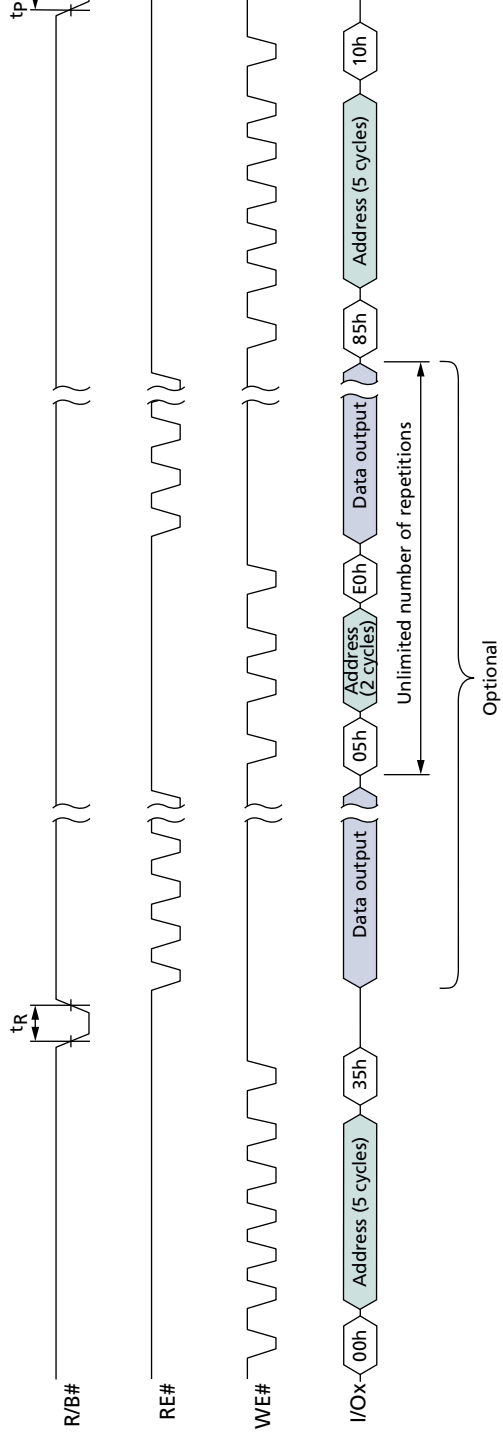 tR
tP
R/B#
RE#
WE#
I/Ox
00h
Address (5 cycles)
35h
Data output
05h
Address
(2 cycles)
E0h
Data output
85h
Address (5 cycles)
10h
Unlimited number of repetitions
Optional